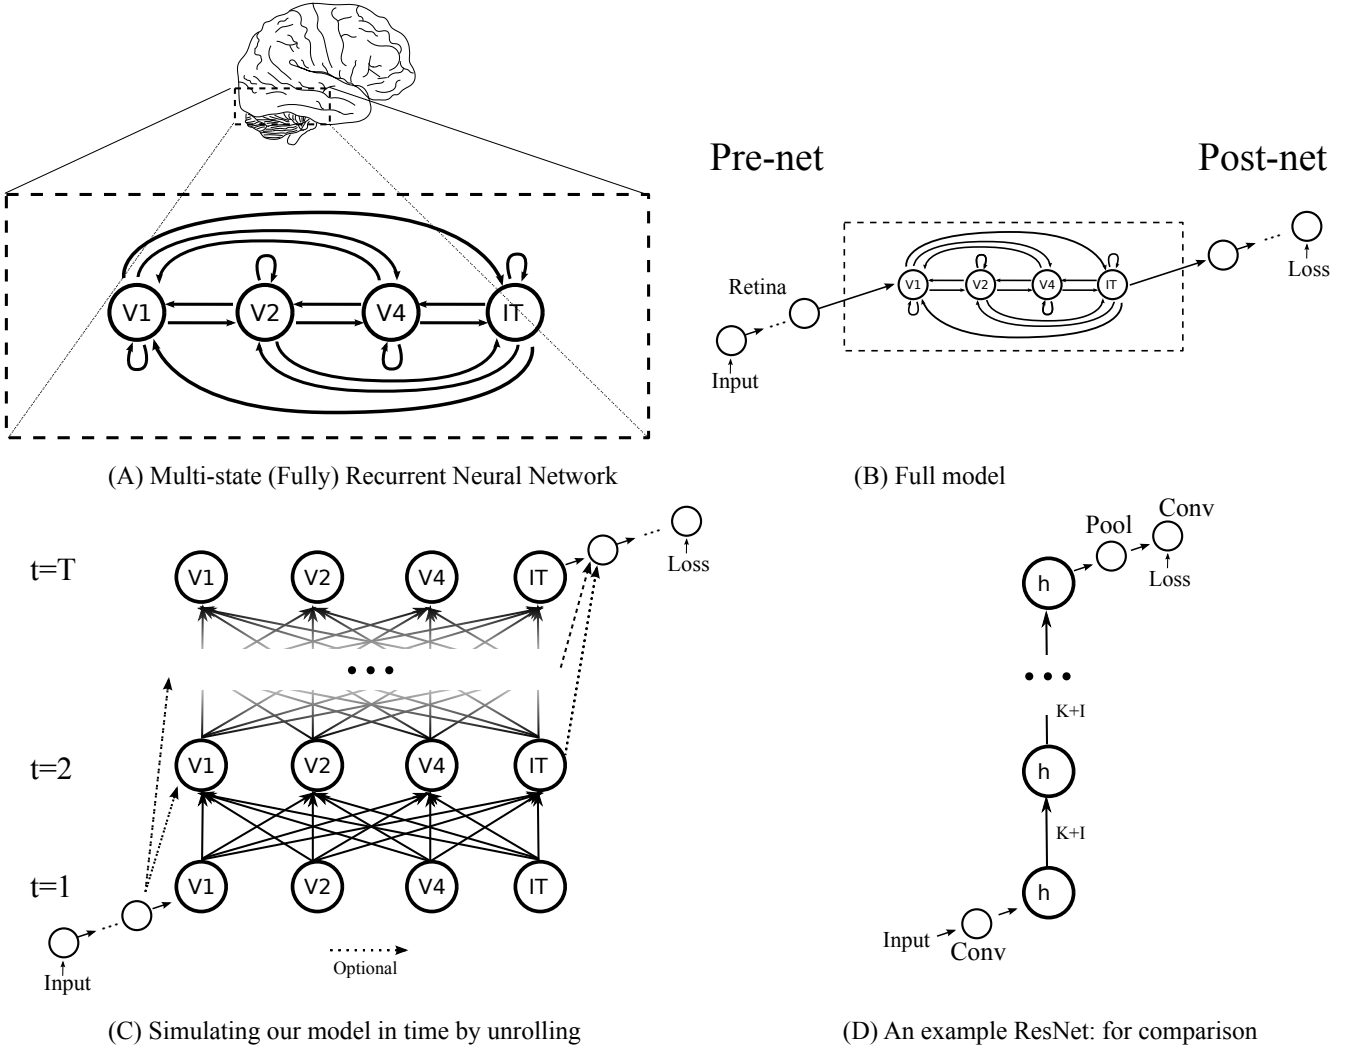 V1 V2 V4 IT
(A) Multi-state (Fully) Recurrent Neural Network
Pre-net
Post-net
Retina
Input
V1 V2 V4 IT
Loss
(B) Full model
t=T
V1 V2 V4 IT
Loss
t=2
V1 V2 V4 IT
t=1
V1 V2 V4 IT
Input
Optional
(C) Simulating our model in time by unrolling
Conv
Pool
Loss
h
K+I
h
K+I
h
Input
Conv
(D) An example ResNet: for comparison